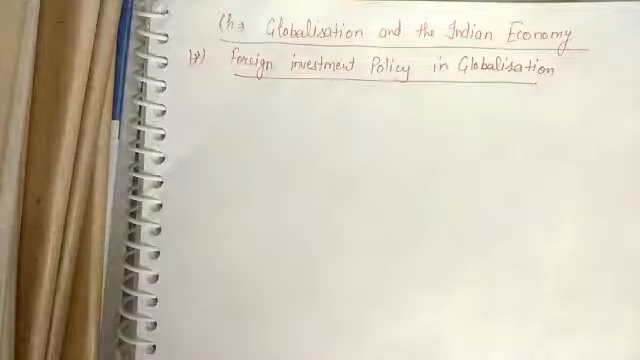 Ch⇒ Globalisation and the Indian Economy
1*) Foreign investment Policy in Globalisation